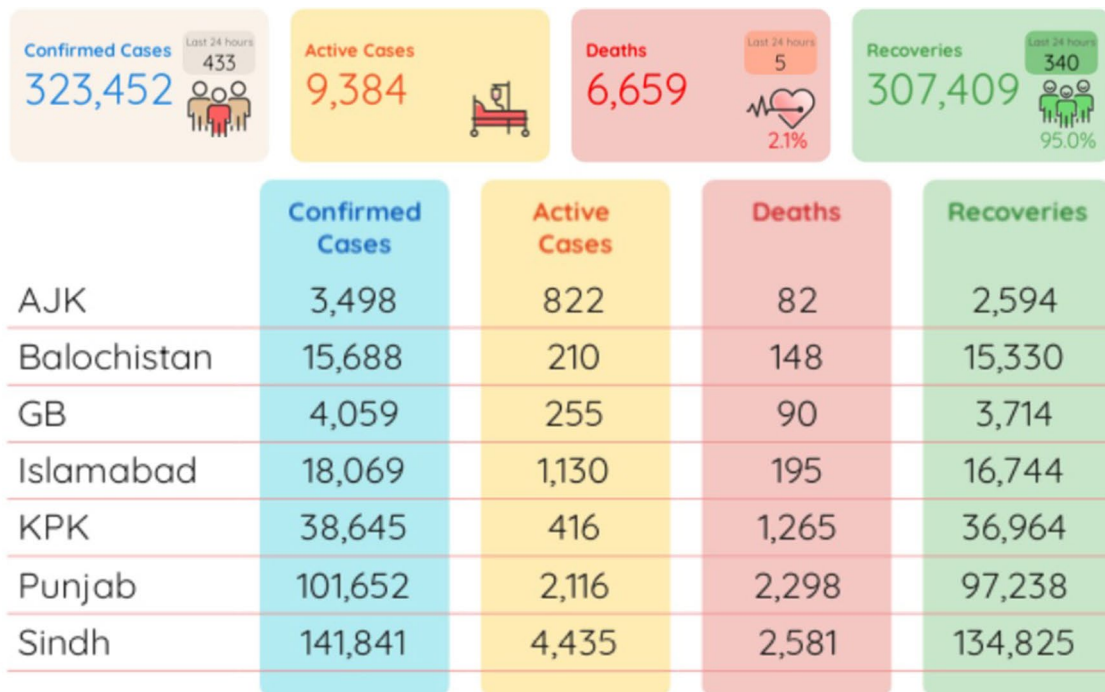 Confirmed Cases
Last 24 hours
433
323,452
Active Cases
9,384
Deaths
Last 24 hours
5
6,659
2.1%
Recoveries
Last 24 hours
340
307,409
95.0%
Confirmed Active Deaths Recoveries
Cases Cases
AJK 3,498 822 82 2,594
Balochistan 15,688 210 148 15,330
GB 4,059 255 90 3,714
Islamabad 18,069 1,130 195 16,744
KPK 38,645 416 1,265 36,964
Punjab 101,652 2,116 2,298 97,238
Sindh 141,841 4,435 2,581 134,825